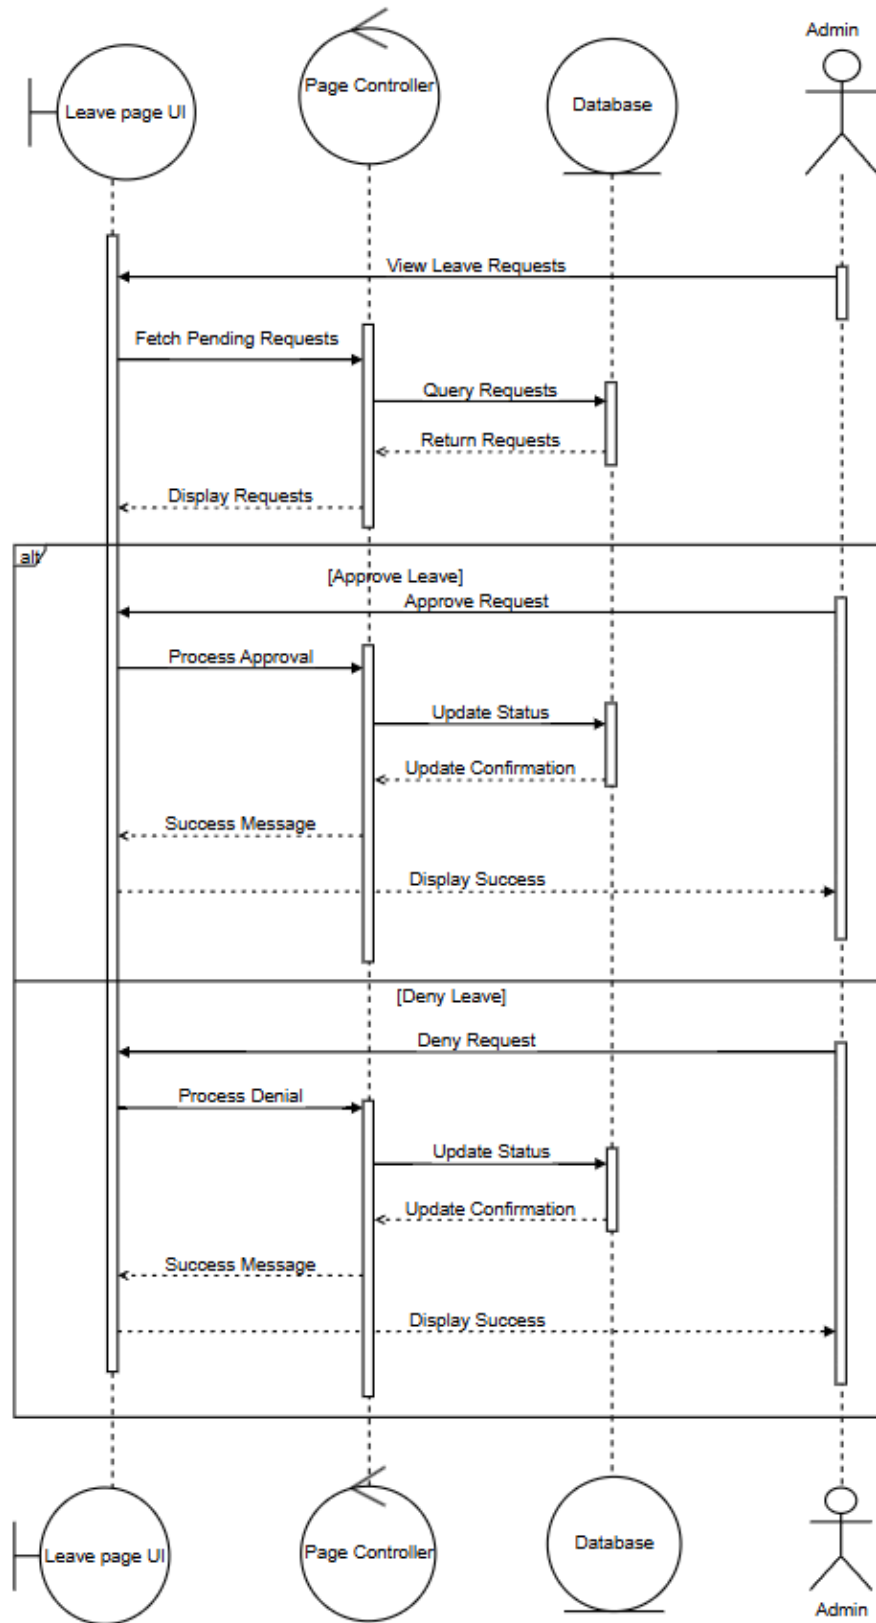 Admin
Leave page UI
Page Controller
Database
View Leave Requests
Fetch Pending Requests
Query Requests
Return Requests
Display Requests
alt
[Approve Leave]
Approve Request
Process Approval
Update Status
Update Confirmation
Success Message
Display Success
[Deny Leave]
Deny Request
Process Denial
Update Status
Update Confirmation
Success Message
Display Success
Leave page UI
Page Controller
Database
Admin